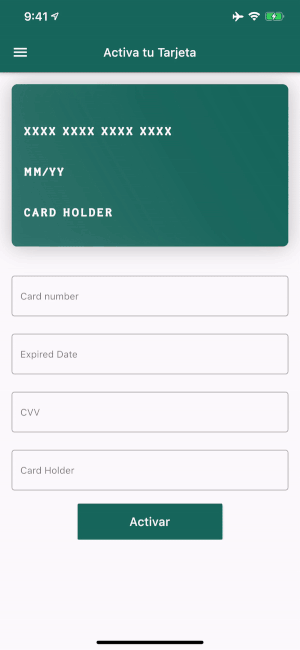 9:41
Activa tu Tarjeta
XXXX XXXX XXXX XXXX
MM/YY
CARD HOLDER
Card number
Expired Date
CVV
Card Holder
Activar